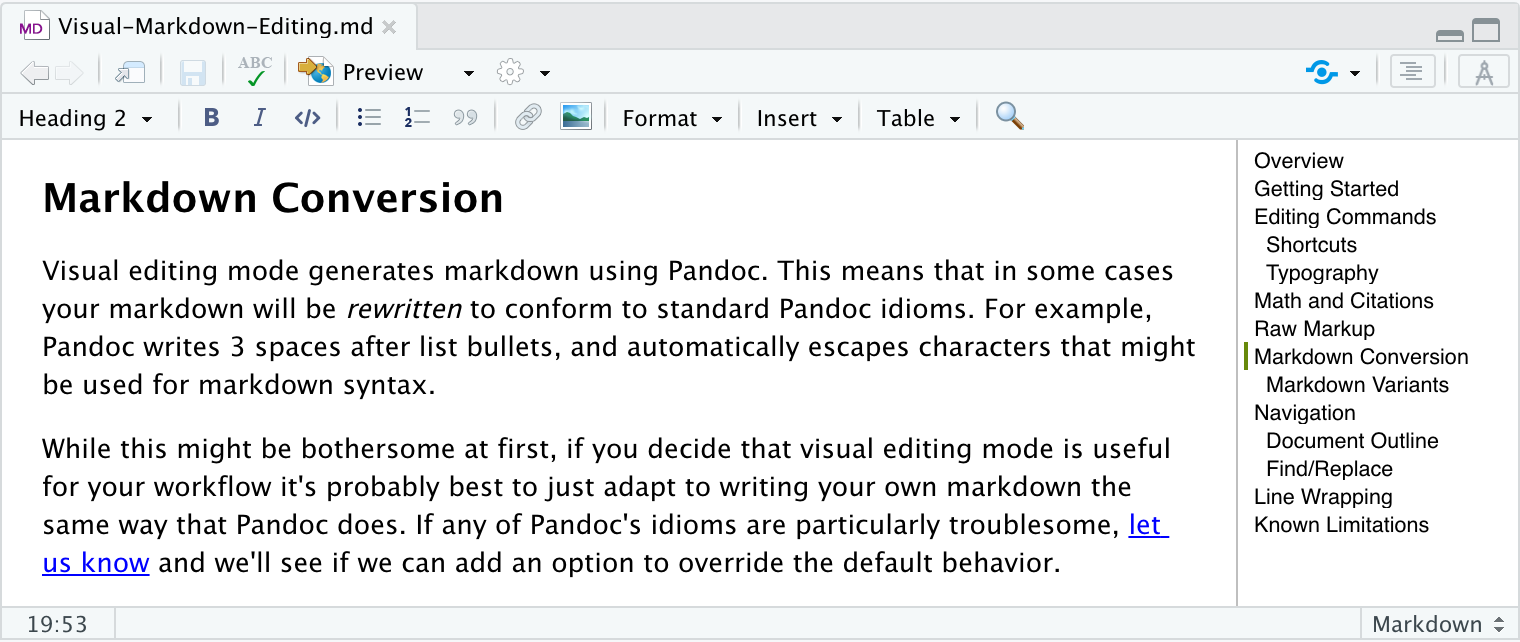 MD Visual-Markdown-Editing.md
ABC Preview
Heading 2 B I </> Format Insert Table
Markdown Conversion
Visual editing mode generates markdown using Pandoc. This means that in some cases
your markdown will be rewritten to conform to standard Pandoc idioms. For example,
Pandoc writes 3 spaces after list bullets, and automatically escapes characters that might
be used for markdown syntax.
While this might be bothersome at first, if you decide that visual editing mode is useful
for your workflow it's probably best to just adapt to writing your own markdown the
same way that Pandoc does. If any of Pandoc's idioms are particularly troublesome, let
us know and we'll see if we can add an option to override the default behavior.
Overview
Getting Started
Editing Commands
Shortcuts
Typography
Math and Citations
Raw Markup
Markdown Conversion
Markdown Variants
Navigation
Document Outline
Find/Replace
Line Wrapping
Known Limitations
19:53 Markdown